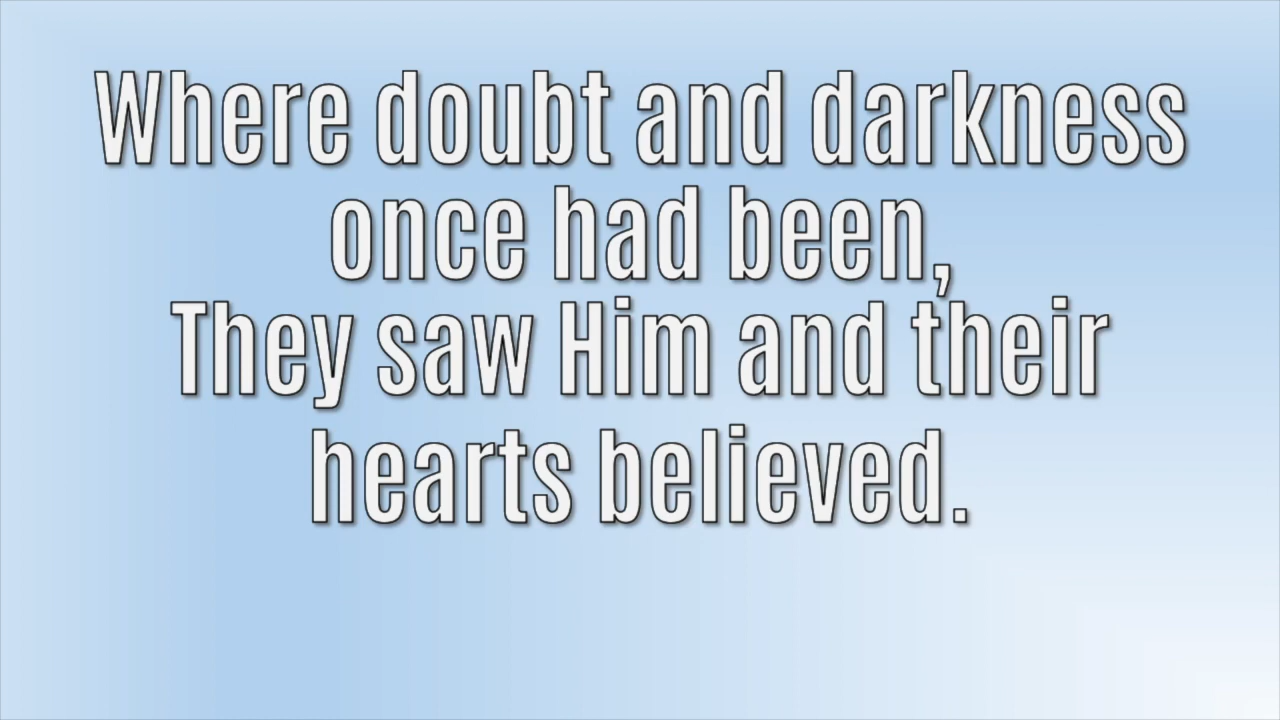 Where doubt and darkness
once had been,
They saw Him and their
hearts believed.